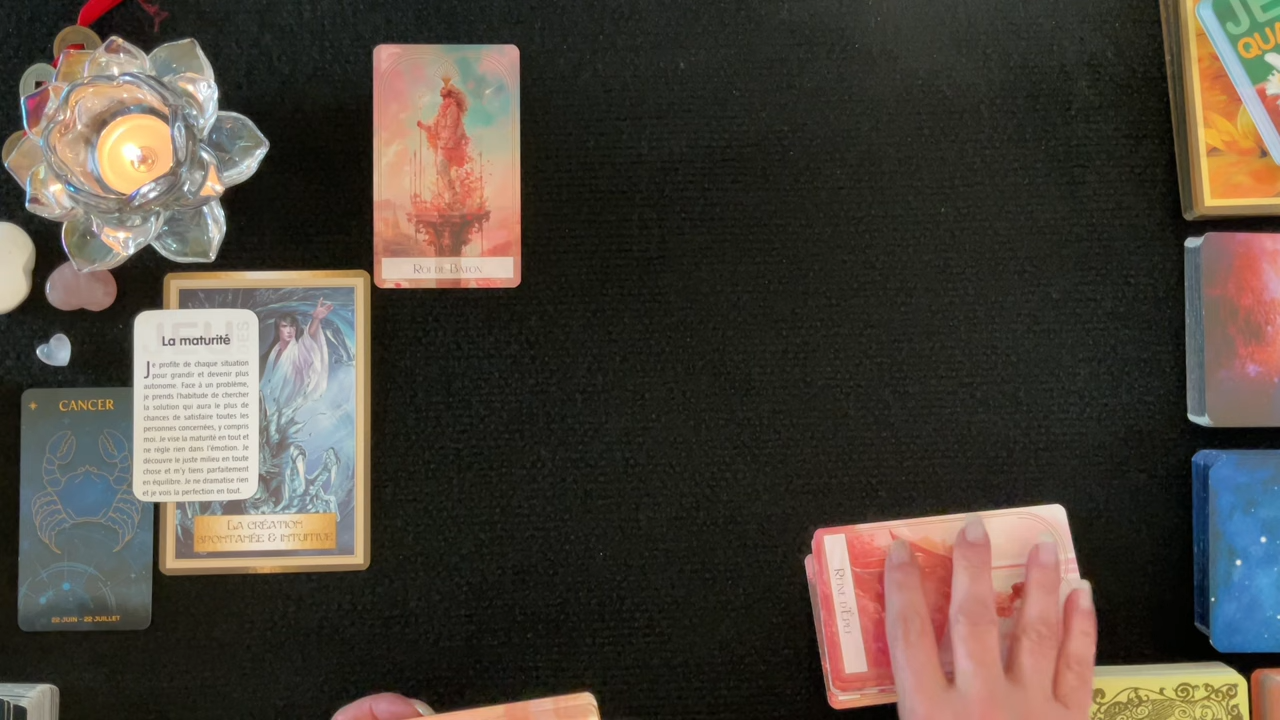 JEU
QUA
ROI DE BATON
La maturité
Je profite de chaque situation
pour grandir et devenir plus
autonome. Face à un problème,
je prends l'habitude de chercher
la solution qui aura le plus de
chances de satisfaire toutes les
personnes concernées, y compris
moi. Je vise la maturité en tout et
ne règle rien dans l'émotion. Je
découvre le juste milieu en toute
chose et m'y tiens parfaitement
en équilibre. Je ne dramatise rien
et je vois la perfection en tout.
CANCER
22 JUIN - 22 JUILLET
LA CRÉATION
SPONTANÉE & INTUITIVE
REINE D'ÉPÉE